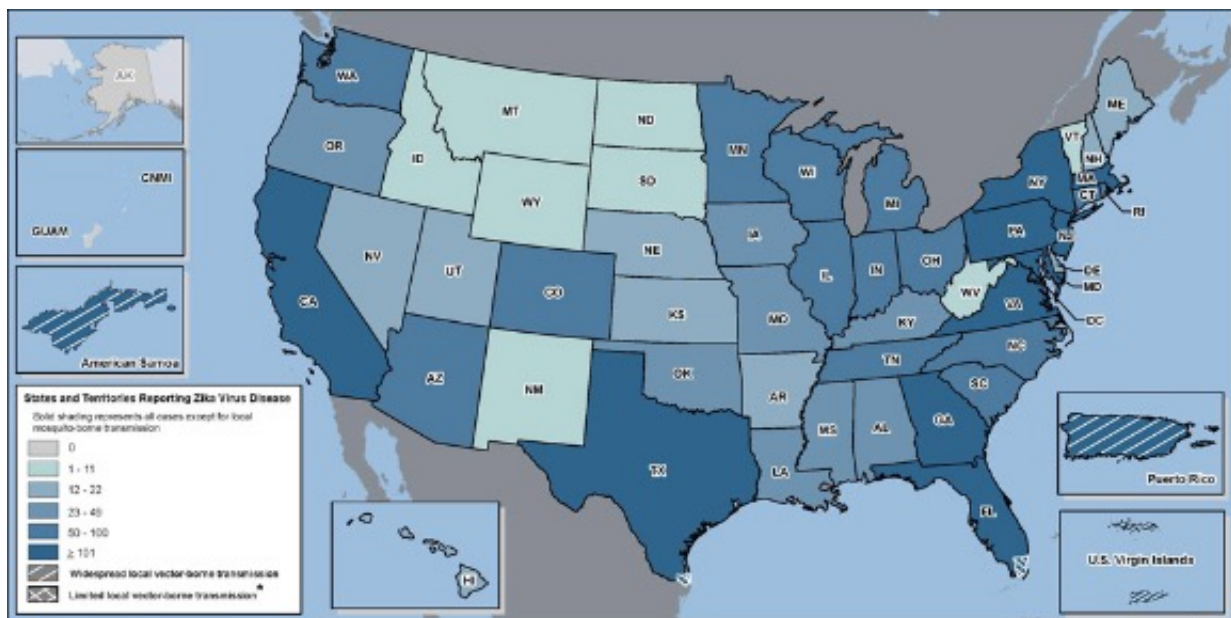 AK
WA
MT
ND
MN
ME
VT
NH
OR
ID
SD
WI
NY
MA
CT
RI
WY
MI
CNMI
GUAM
NV
UT
NE
IA
PA
NJ
OH
IL
IN
DE
MD
WV
VA
DC
CA
CO
KS
MO
KY
American Samoa
AZ
NM
OK
AR
TN
NC
SC
MS
AL
GA
TX
LA
FL
HI
Puerto Rico
U.S. Virgin Islands
States and Territories Reporting Zika Virus Disease
Solid shading represents all cases except for local
mosquito-borne transmission
0
1 - 11
12 - 22
23 - 49
50 - 100
≥ 101
Widespread local vector-borne transmission
Limited local vector-borne transmission*